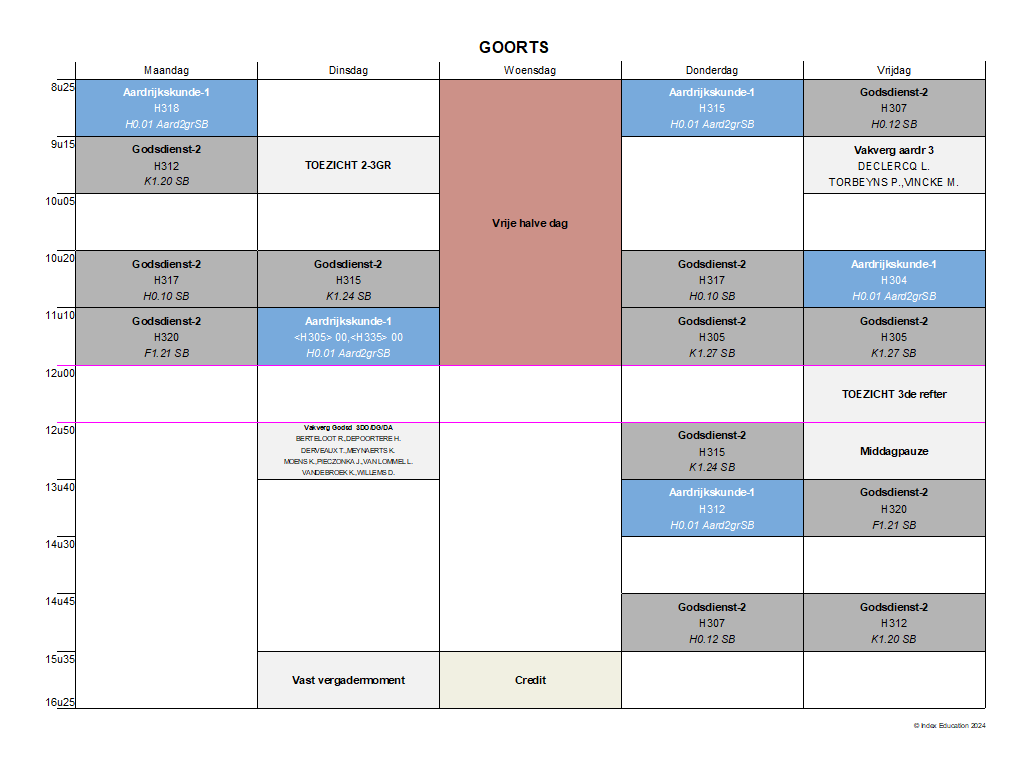 GOORTS
Maandag Dinsdag Woensdag Donderdag Vrijdag
8u25
Aardrijkskunde-1
H318
H0.01 Aard2grSB
Vrije halve dag
Aardrijkskunde-1
H315
H0.01 Aard2grSB
Godsdienst-2
H307
H0.12 SB
9u15
Godsdienst-2
H312
K1.20 SB
TOEZICHT 2-3GR
Vakverg aardr 3
DECLERCQ L.
TORBEYNS P.,VINCKE M.
10u05
10u20
Godsdienst-2
H317
H0.10 SB
Godsdienst-2
H315
K1.24 SB
Godsdienst-2
H317
H0.10 SB
Aardrijkskunde-1
H304
H0.01 Aard2grSB
11u10
Godsdienst-2
H320
F1.21 SB
Aardrijkskunde-1
<H305> 00,<H335> 00
H0.01 Aard2grSB
Godsdienst-2
H305
K1.27 SB
Godsdienst-2
H305
K1.27 SB
12u00
TOEZICHT 3de refter
12u50
Vakverg Godsd 3DO/DG/DA
BERTELOOT R.,DEPOORTERE H.
DERVEAUX T.,MEYNAERTS K.
MOENS K.,PIECZONKA J.,VAN LOMMEL L.
VANDEBROEK K.,WILLEMS D.
Godsdienst-2
H315
K1.24 SB
Middagpauze
13u40
Aardrijkskunde-1
H312
H0.01 Aard2grSB
Godsdienst-2
H320
F1.21 SB
14u30
14u45
Godsdienst-2
H307
H0.12 SB
Godsdienst-2
H312
K1.20 SB
15u35
Vast vergadermoment
Credit
16u25
© Index Education 2024